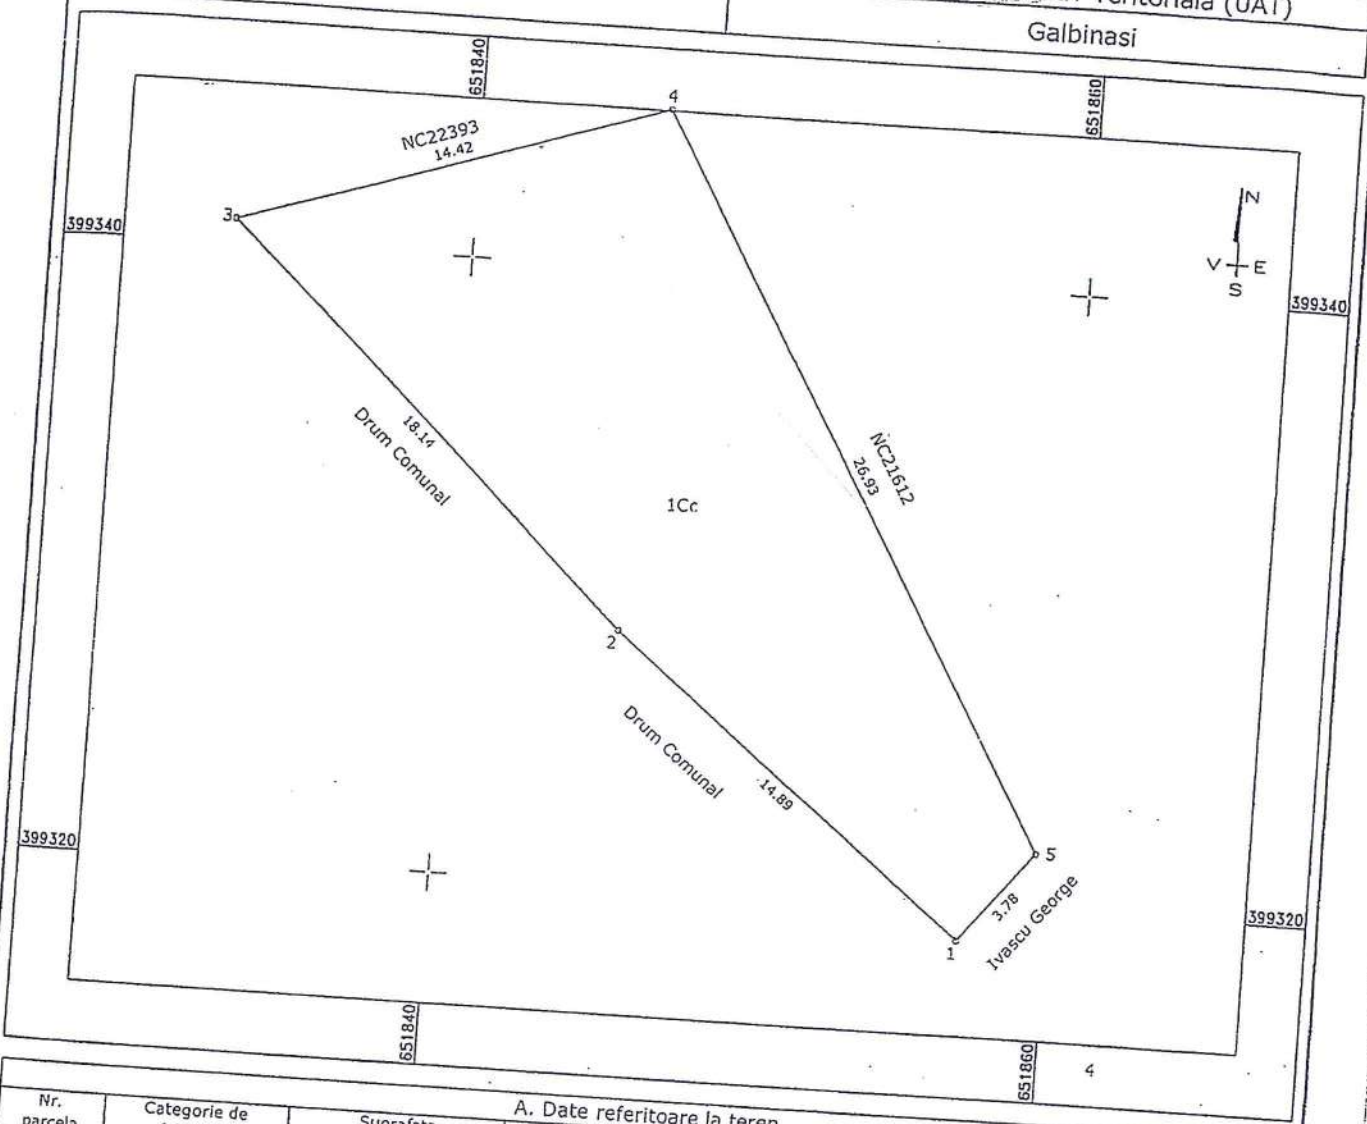 (UAT)
Galbinasi
651840
651860
4
NC22393
14.42
3
399340
N
V E
S
399340
18.14
Drum Comunal
NC21612
26.93
1Cc
2
Drum Comunal
14.89
399320
5
3.78
Ivascu George
1
399320
651840
651860
4
Nr.
parcela
Categorie de
A. Date referitoare la teren